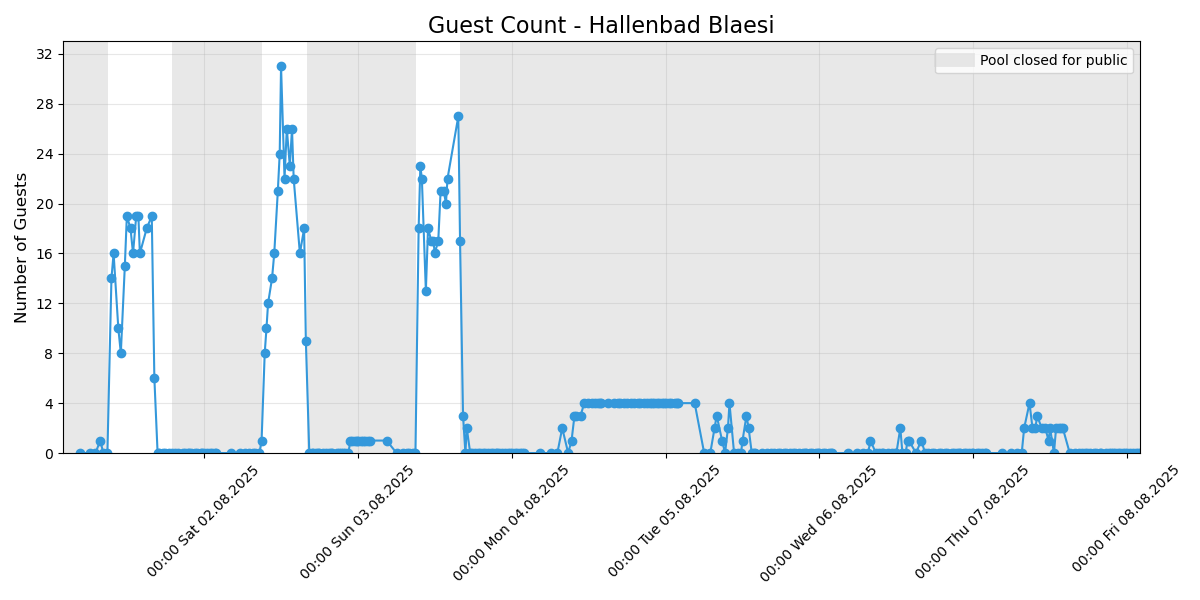 Guest Count - Hallenbad Blaesi
Pool closed for public
Number of Guests
32
28
24
20
16
12
8
4
0
00:00 Sat 02.08.2025
00:00 Sun 03.08.2025
00:00 Mon 04.08.2025
00:00 Tue 05.08.2025
00:00 Wed 06.08.2025
00:00 Thu 07.08.2025
00:00 Fri 08.08.2025